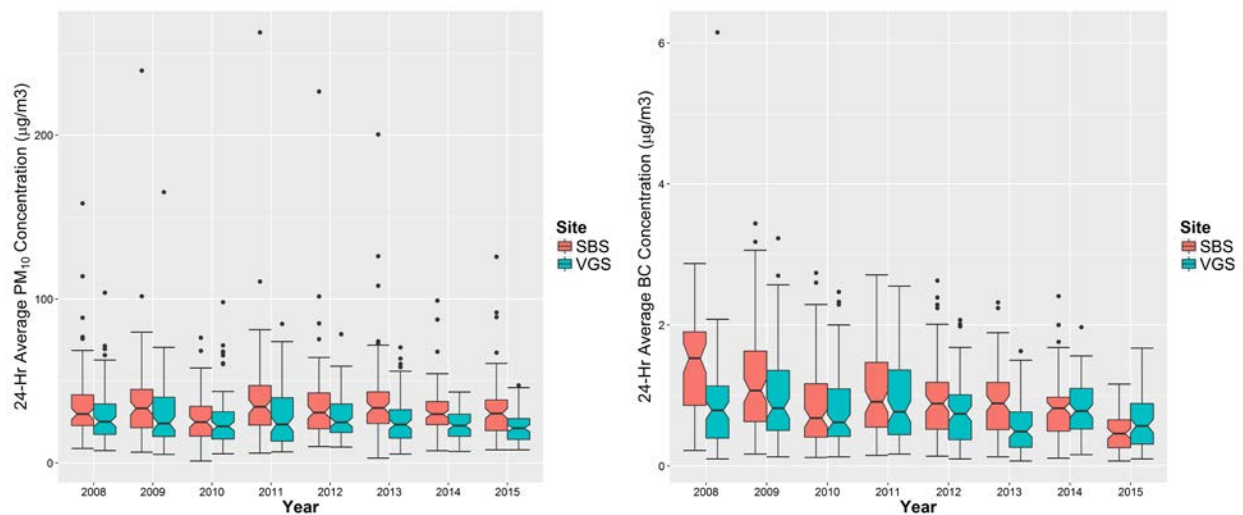 24-Hr Average PM₁₀ Concentration (µg/m3)
200
100
0
2008 2009 2010 2011 2012 2013 2014 2015
Year
Site
SBS
VGS
24-Hr Average BC Concentration (µg/m3)
6
4
2
0
2008 2009 2010 2011 2012 2013 2014 2015
Year
Site
SBS
VGS